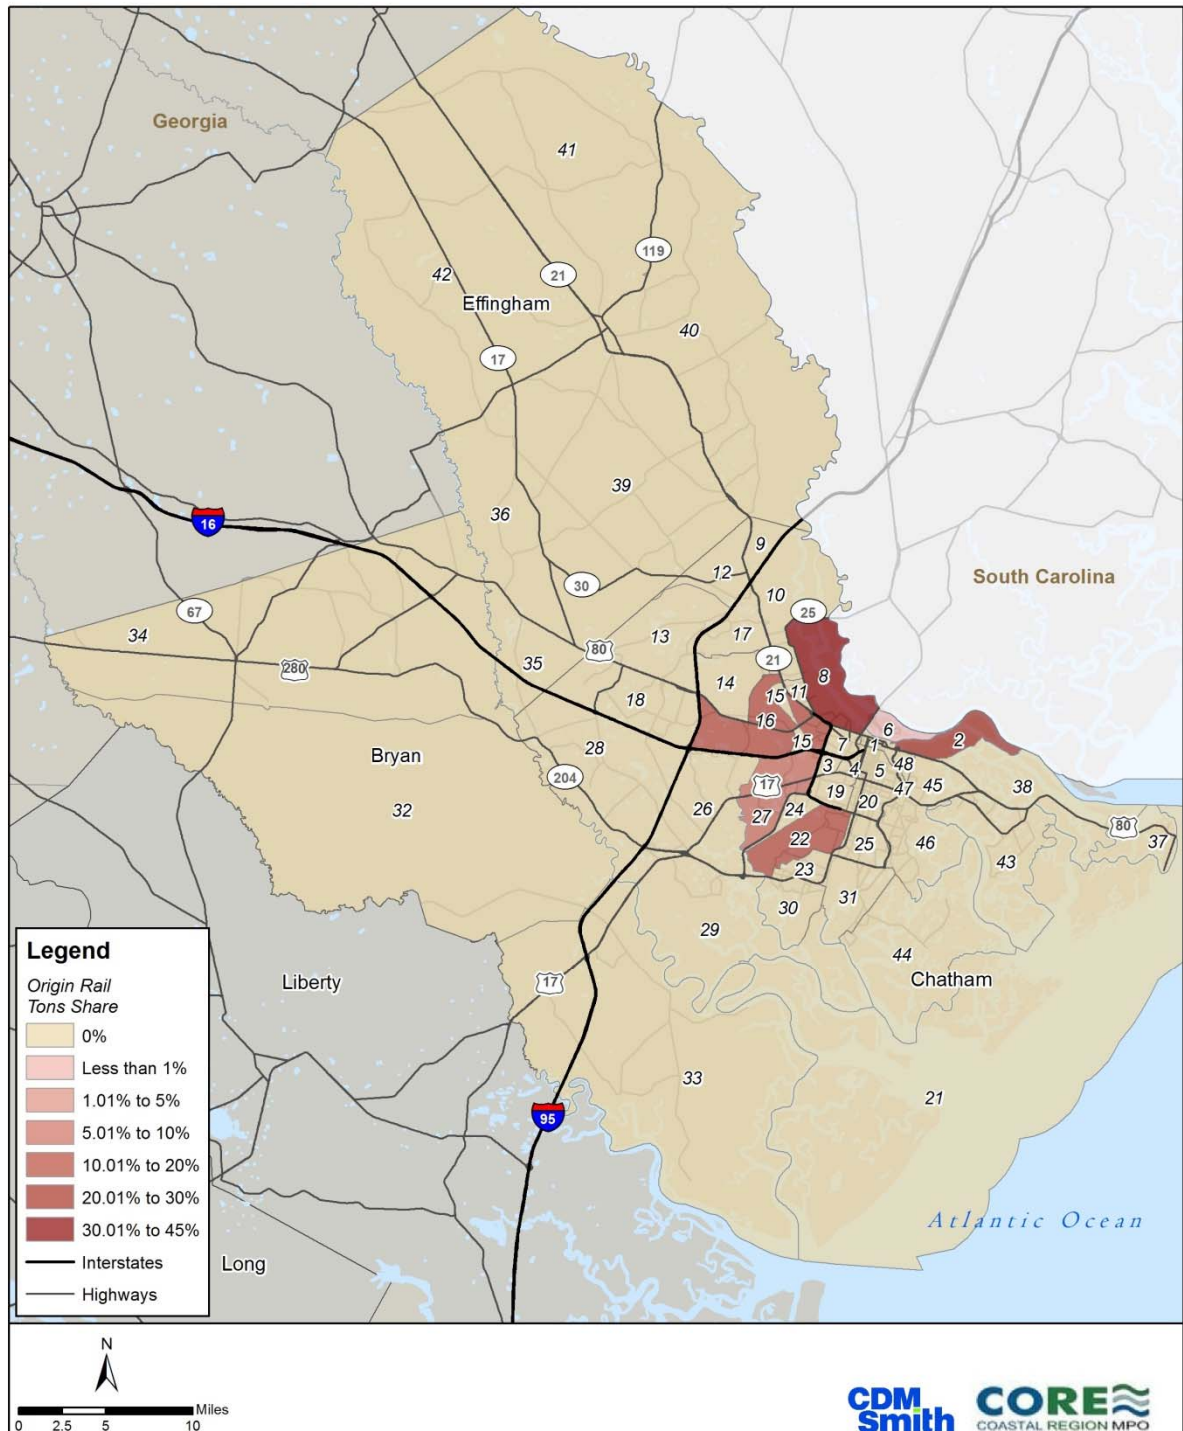 Georgia
41
119
42
21
Effingham
40
17
39
36
16
9
12
South Carolina
30
10
25
67
34
13
17
80
21
280
35
8
14
15
11
18
16
6
2
15
7
1
28
Bryan
3
4
5
48
204
17
47
45
38
26
19
20
32
27
24
80
22
25
46
37
43
23
31
30
29
44
Chatham
Liberty
17
33
21
95
Atlantic Ocean
Long
Legend
Origin Rail
Tons Share
0%
Less than 1%
1.01% to 5%
5.01% to 10%
10.01% to 20%
20.01% to 30%
30.01% to 45%
Interstates
Highways
N
Miles
0 2.5 5 10
CDM
Smith
CORE
COASTAL REGION MPO